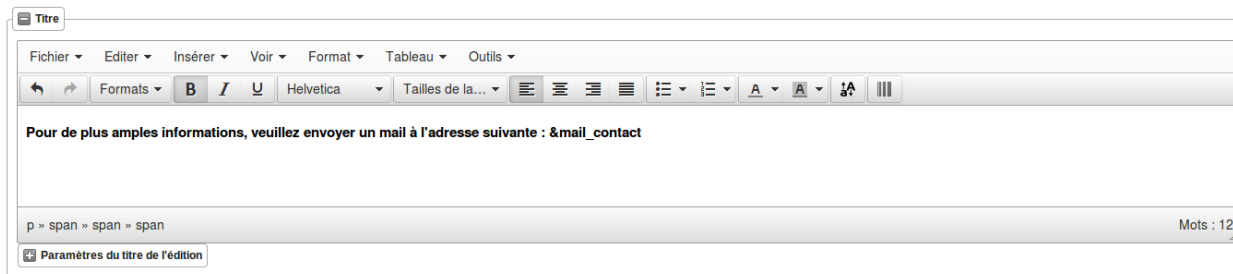 Titre
Fichier Editer Insérer Voir Format Tableau Outils
Formats B I U Helvetica Tailles de la... A A
Pour de plus amples informations, veuillez envoyer un mail à l'adresse suivante : &mail_contact
p » span » span » span Mots : 12
Paramètres du titre de l'édition